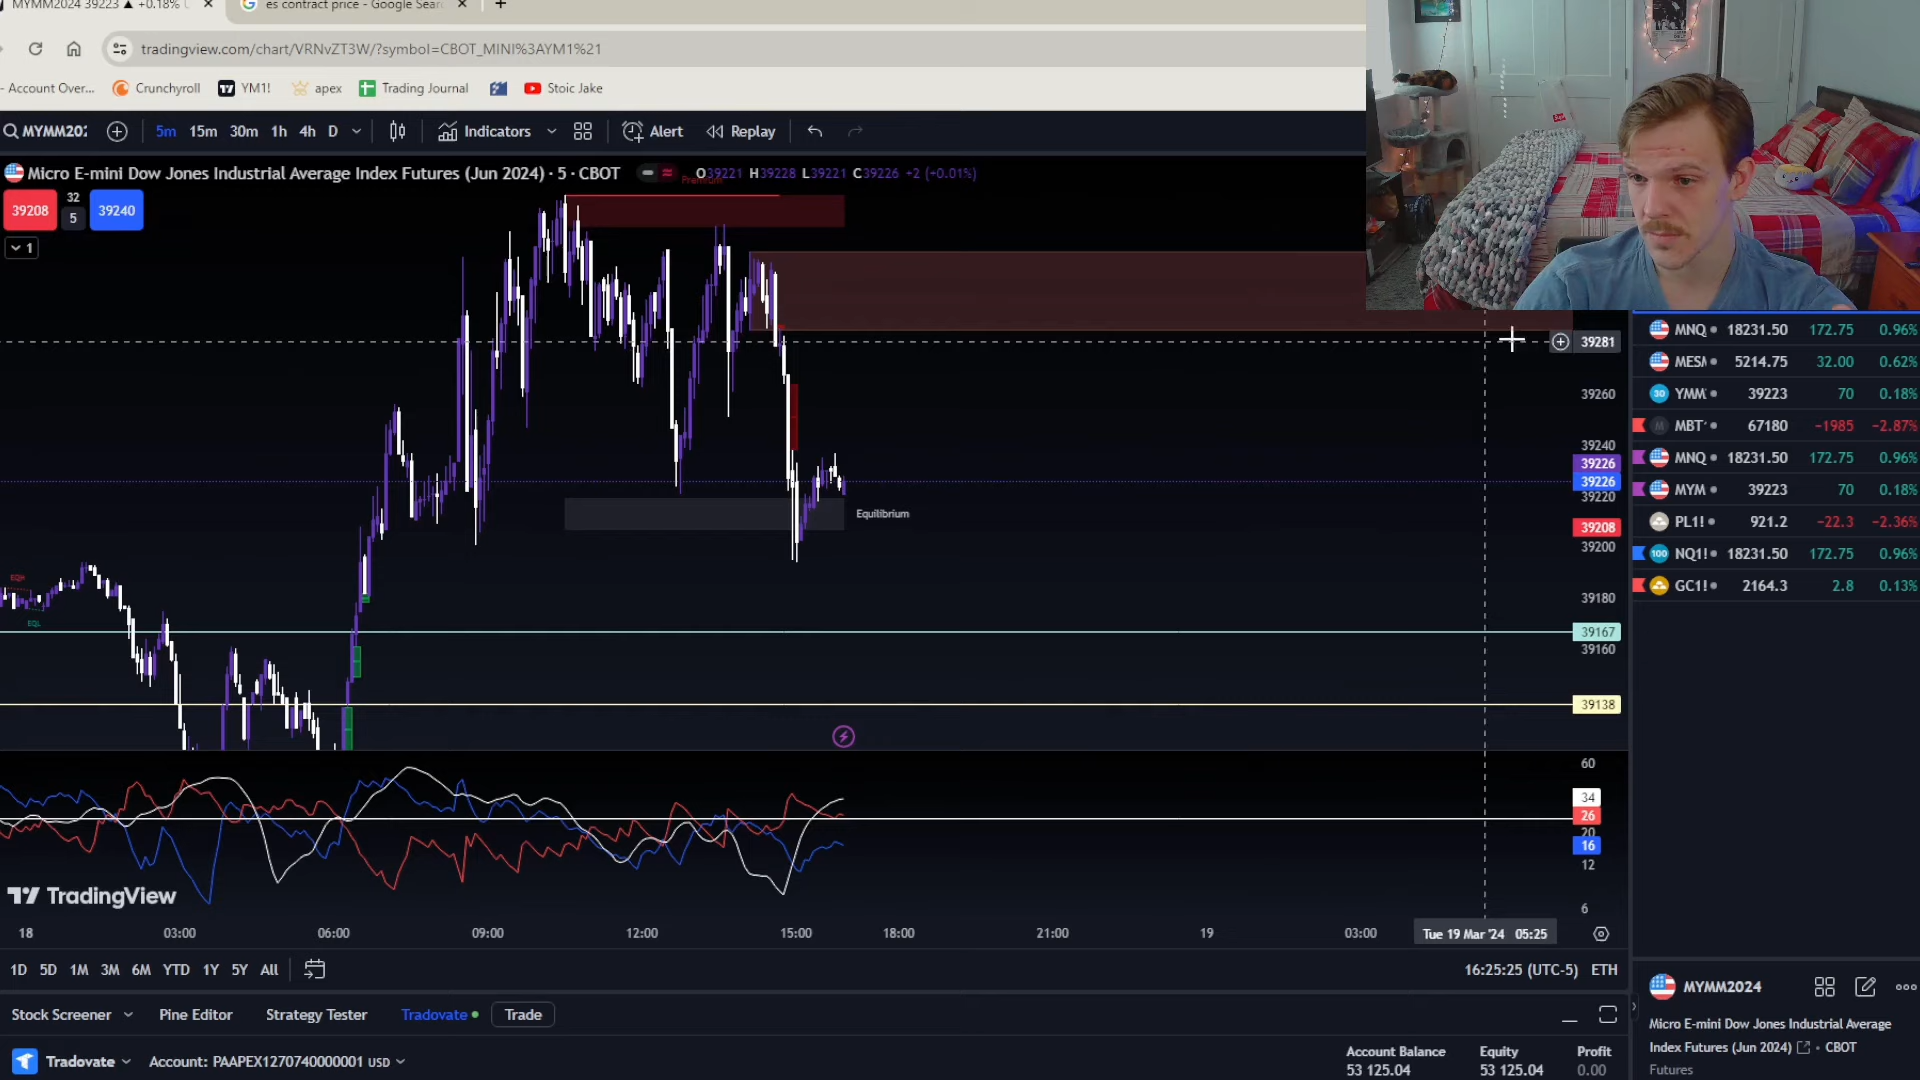 MYMM2024 39223 ▲ +0.18%
es contract price - Google Sear
tradingview.com/chart/VRNvZT3W/?symbol=CBOT_MINI%3AYM1%21
- Account Over... Crunchyroll YM1! apex Trading Journal Stoic Jake
MYMM202 5m 15m 30m 1h 4h D Indicators Alert Replay
Micro E-mini Dow Jones Industrial Average Index Futures (Jun 2024) · 5 · CBOT O39221 H39228 L39221 C39226 +2 (+0.01%)
Premium
39208 32 5 39240
1
39281
39260
39240
39226
39226
39220
Equilibrium
39208
39200
39180
EQH
EQL
39167
39160
39138
60
34
26
20
16
12
6
TradingView
18 03:00 06:00 09:00 12:00 15:00 18:00 21:00 19 03:00 Tue 19 Mar '24 05:25
1D 5D 1M 3M 6M YTD 1Y 5Y All 16:25:25 (UTC-5) ETH
Stock Screener Pine Editor Strategy Tester Tradovate Trade
Tradovate Account: PAAPEX1270740000001 USD
Account Balance Equity Profit
53 125.04 53 125.04 0.00
MNQ 18231.50 172.75 0.96%
MESM 5214.75 32.00 0.62%
30 YMM 39223 70 0.18%
M MBT 67180 −1985 −2.87%
MNQ 18231.50 172.75 0.96%
MYM 39223 70 0.18%
PL1! 921.2 −22.3 −2.36%
100 NQ1! 18231.50 172.75 0.96%
GC1! 2164.3 2.8 0.13%
MYMM2024
Micro E-mini Dow Jones Industrial Average
Index Futures (Jun 2024) • CBOT
Futures